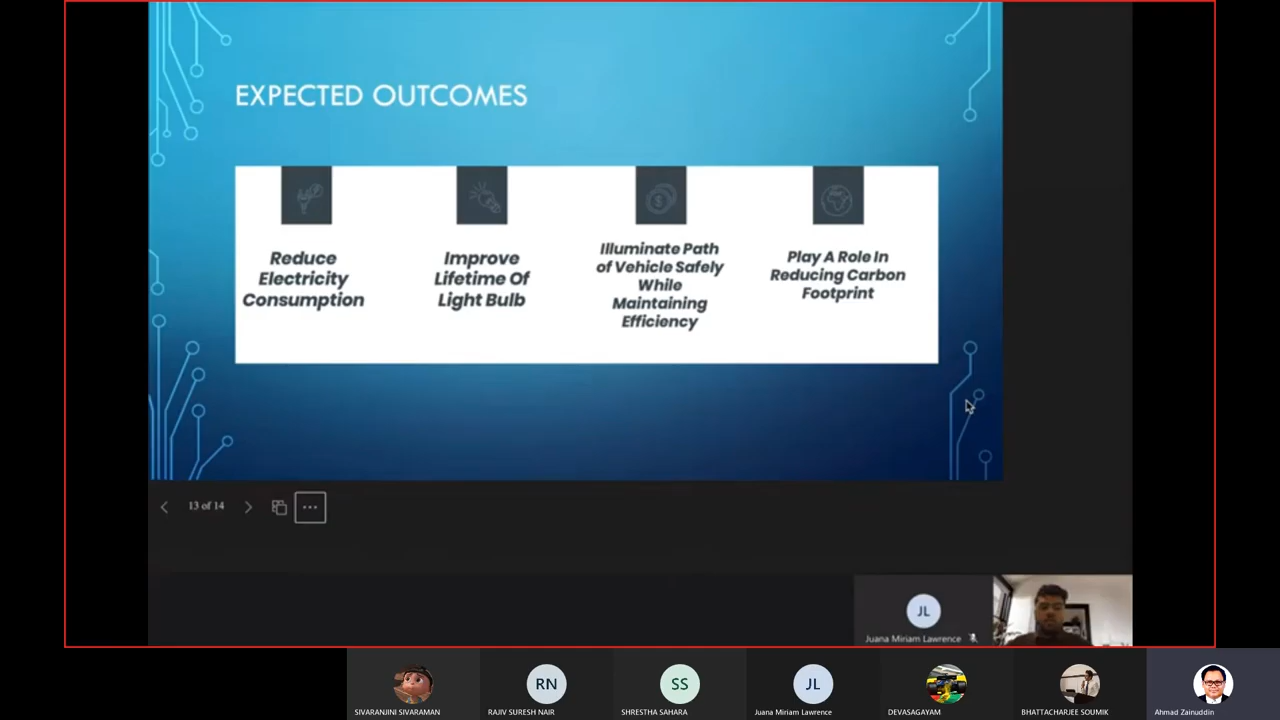 EXPECTED OUTCOMES
Reduce
Electricity
Consumption
Improve
Lifetime Of
Light Bulb
Illuminate Path
of Vehicle Safely
While
Maintaining
Efficiency
Play A Role In
Reducing Carbon
Footprint
13 of 14
JL
Juana Miriam Lawrence
RN
SS
JL
SIVARANJINI SIVARAMAN
RAJIV SURESH NAIR
SHRESTHA SAHARA
Juana Miriam Lawrence
DEVASAGAYAM
BHATTACHARJEE SOUMIK
Ahmad Zainuddin